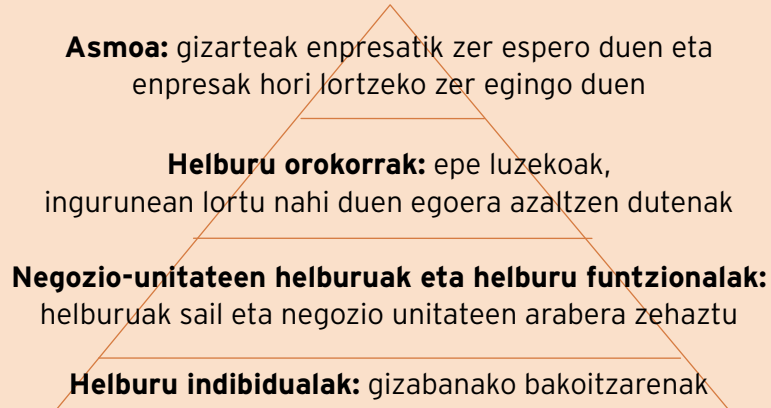 Asmoa: gizarteak enpresatik zer espero duen eta
enpresak hori lortzeko zer egingo duen
Helburu orokorrak: epe luzekoak,
ingurunean lortu nahi duen egoera azaltzen dutenak
Negozio-unitateen helburuak eta helburu funtzionalak:
helburuak sail eta negozio unitateen arabera zehaztu
Helburu indibidualak: gizabanako bakoitzarenak